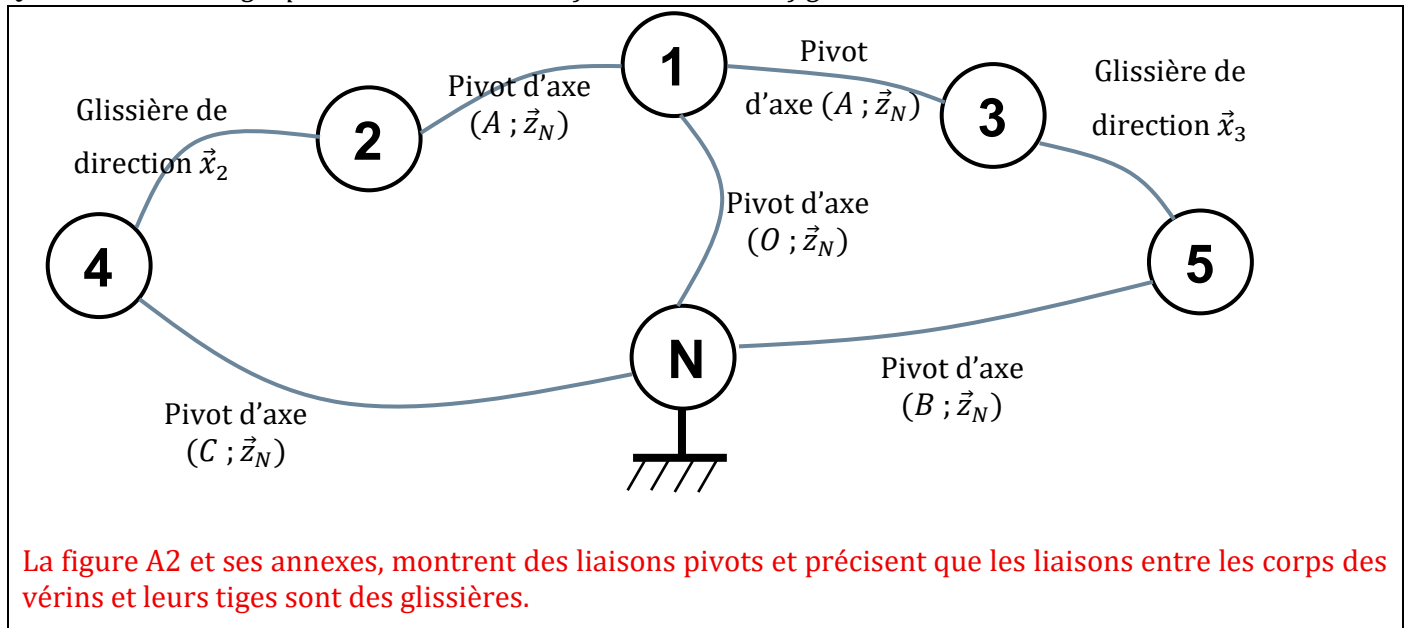 1
Pivot
d'axe (A ; z⃗_N)
Glissière de
direction x⃗_3
Pivot d'axe
(A ; z⃗_N)
Glissière de
direction x⃗_2
2
3
Pivot d'axe
(O ; z⃗_N)
4
5
N
Pivot d'axe
(B ; z⃗_N)
Pivot d'axe
(C ; z⃗_N)
La figure A2 et ses annexes, montrent des liaisons pivots et précisent que les liaisons entre les corps des
vérins et leurs tiges sont des glissières.